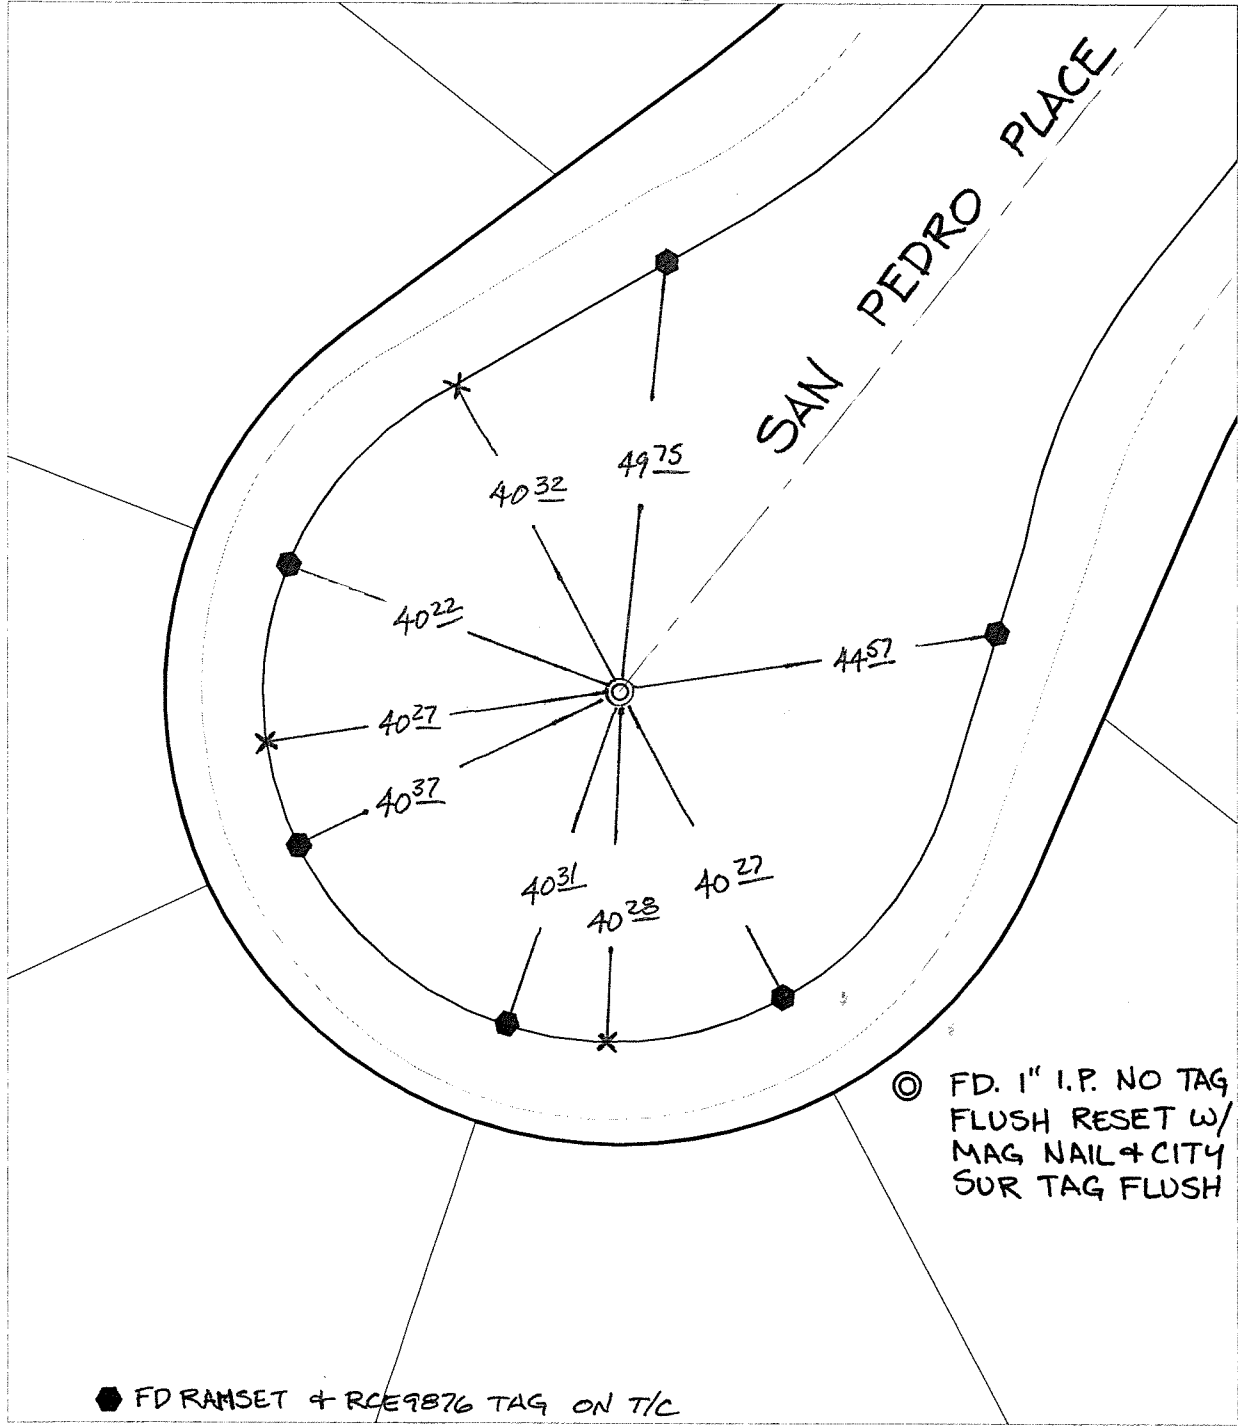 SAN PEDRO PLACE
49 75
40 32
40 22
44 57
40 27
40 37
40 31
40 28
40 27
FD. 1" I.P. NO TAG
FLUSH RESET W/
MAG NAIL & CITY
SUR TAG FLUSH
FD RAMSET & RCE9876 TAG ON T/C